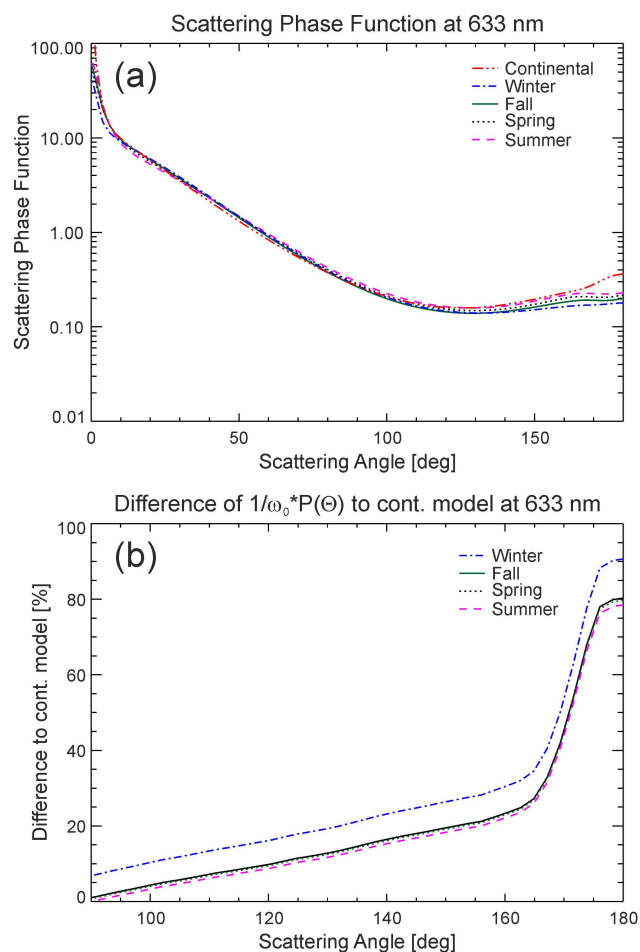 Scattering Phase Function at 633 nm
100.00
(a)
Continental
Winter
Fall
Spring
Summer
10.00
1.00
0.10
0.01
Scattering Phase Function
0 50 100 150
Scattering Angle [deg]
Difference of 1/ω₀*P(Θ) to cont. model at 633 nm
100
(b)
Winter
Fall
Spring
Summer
80
60
40
20
0
Difference to cont. model [%]
100 120 140 160 180
Scattering Angle [deg]